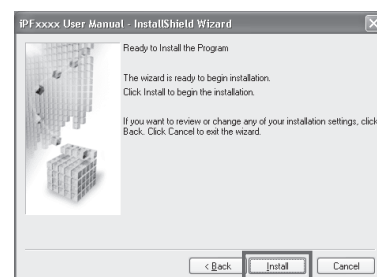 iPFxxxx User Manual - InstallShield Wizard
Ready to Install the Program
The wizard is ready to begin installation.
Click Install to begin the installation.
If you want to review or change any of your installation settings, click
Back. Click Cancel to exit the wizard.
< Back
Install
Cancel